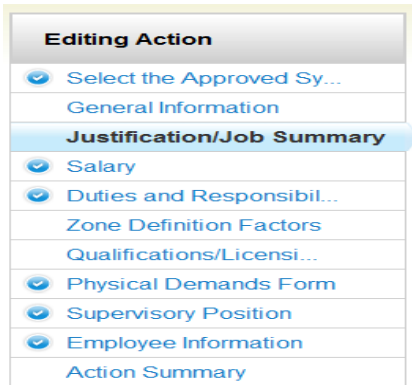 Editing Action
Select the Approved Sy...
General Information
Justification/Job Summary
Salary
Duties and Responsibil...
Zone Definition Factors
Qualifications/Licensi...
Physical Demands Form
Supervisory Position
Employee Information
Action Summary